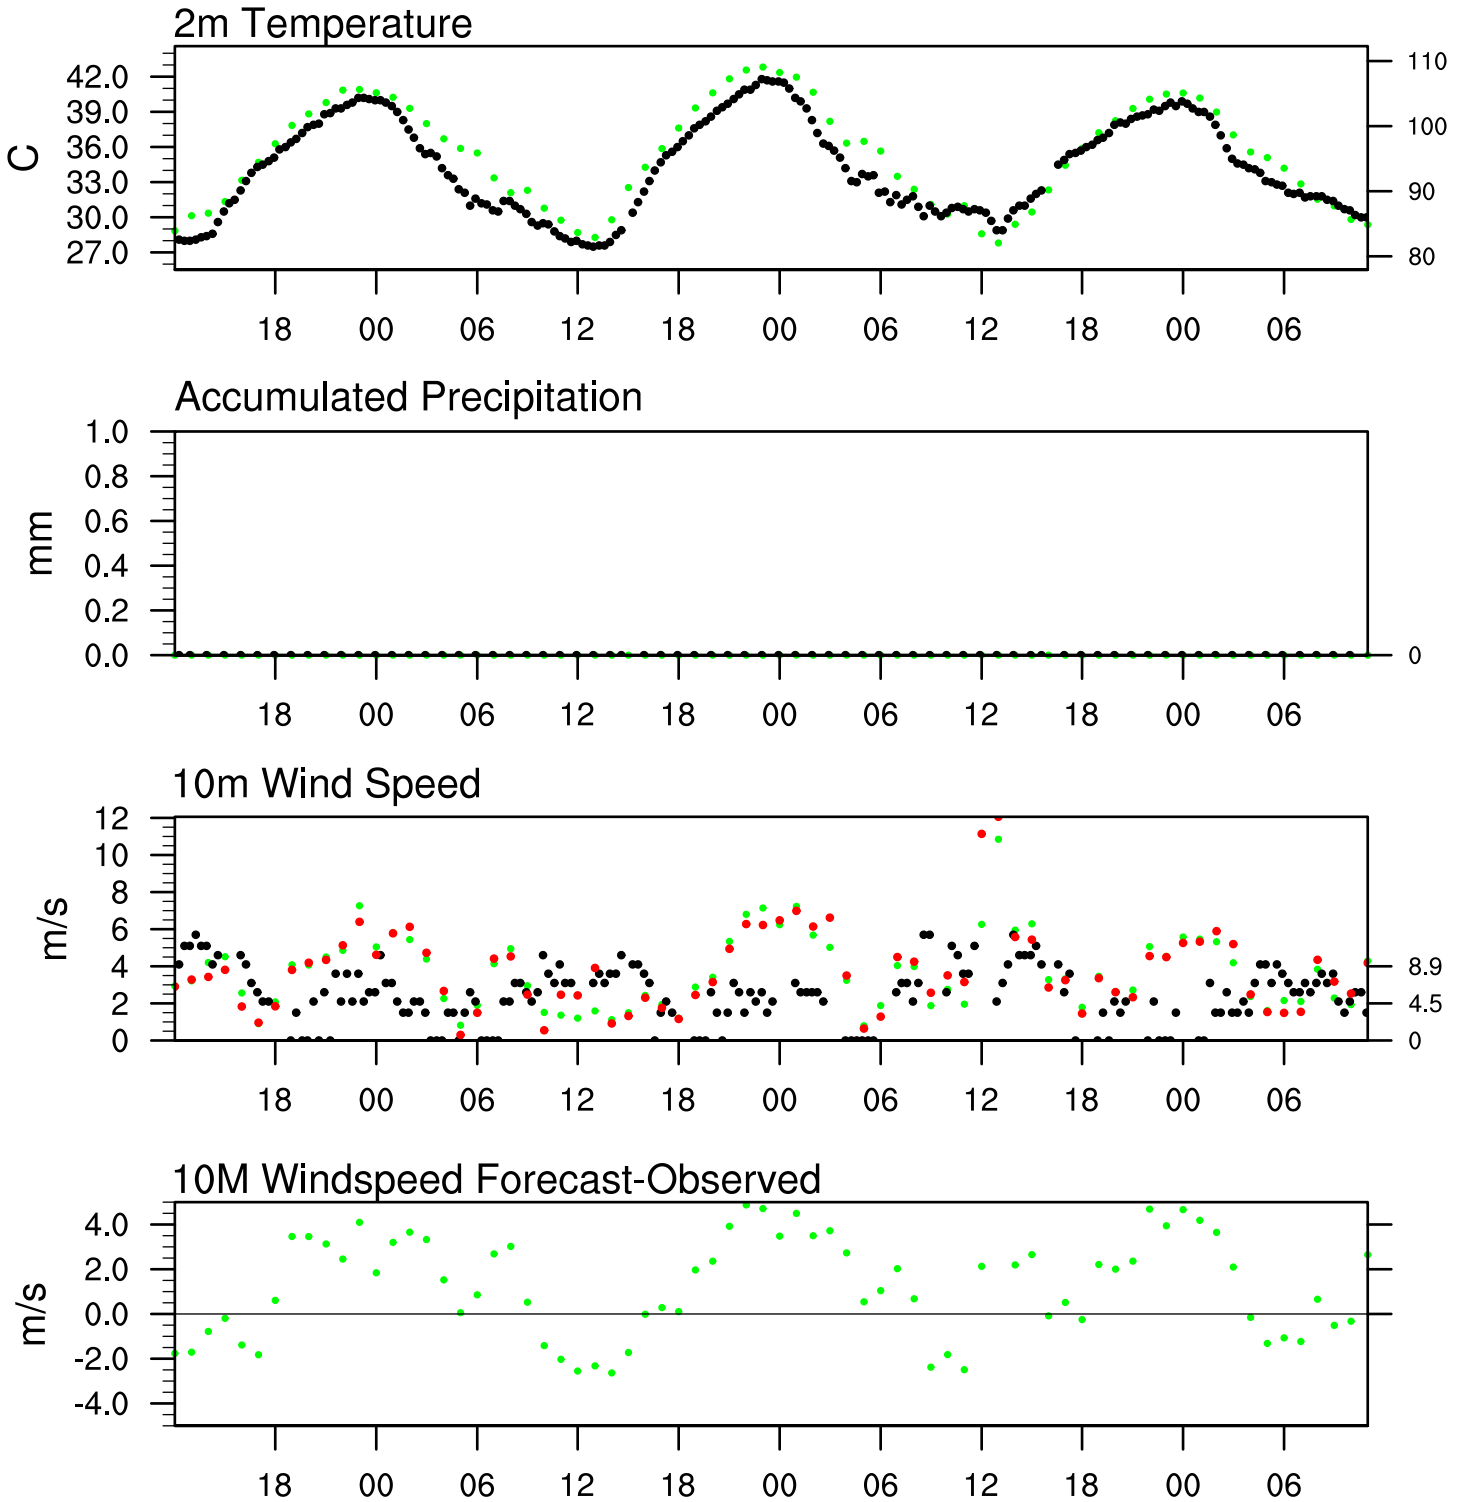 2m Temperature
42.0
39.0
36.0
33.0
30.0
27.0
C
110
100
90
80
18 00 06 12 18 00 06 12 18 00 06
Accumulated Precipitation
1.0
0.8
0.6
0.4
0.2
0.0
mm
0
18 00 06 12 18 00 06 12 18 00 06
10m Wind Speed
12
10
8
6
4
2
0
m/s
8.9
4.5
0
18 00 06 12 18 00 06 12 18 00 06
10M Windspeed Forecast-Observed
4.0
2.0
0.0
-2.0
-4.0
m/s
18 00 06 12 18 00 06 12 18 00 06